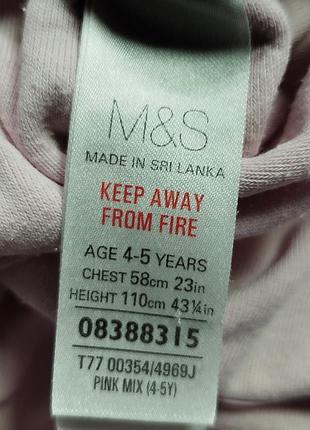 M&S
MADE IN SRI LANKA
KEEP AWAY
FROM FIRE
AGE 4-5 YEARS
CHEST 58cm 23in
HEIGHT 110cm 43¼in
08388315
T77 00354/4969J
PINK MIX (4-5Y)